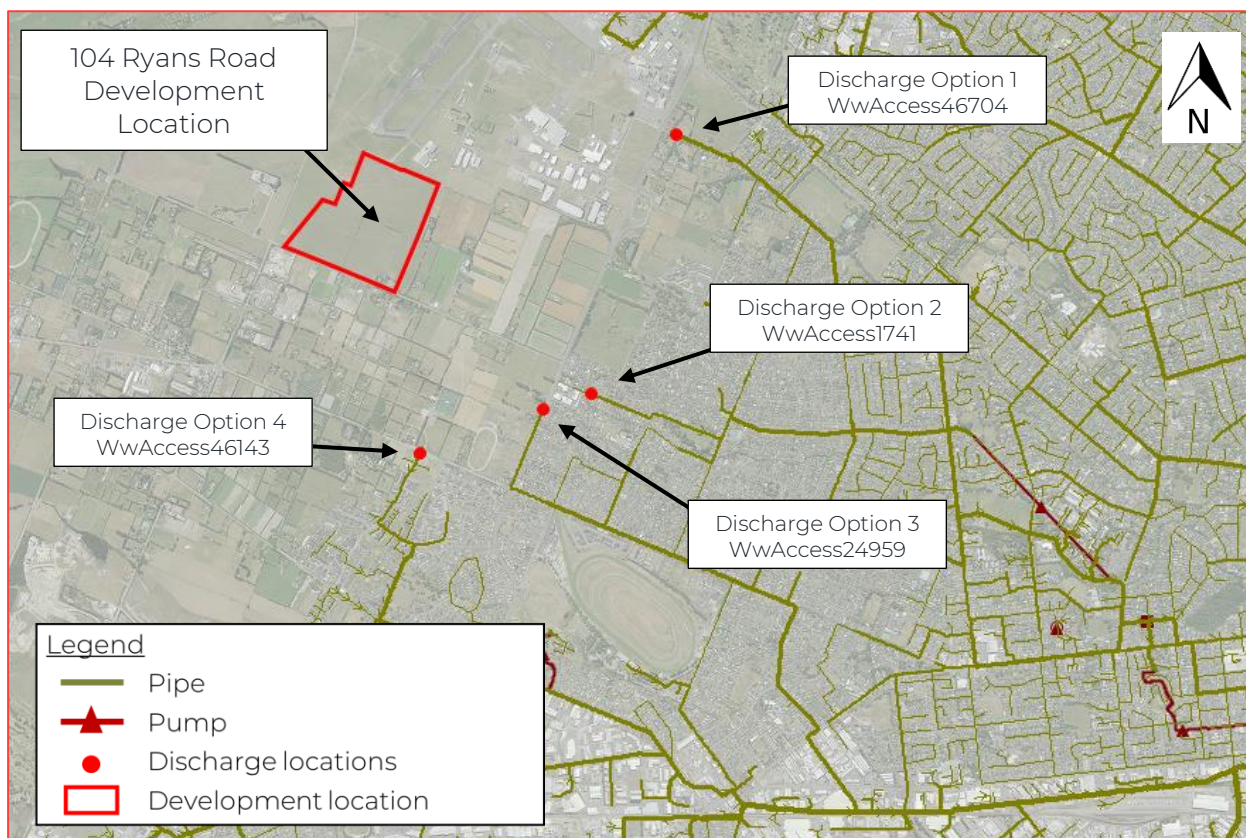 104 Ryans Road
Development
Location
Discharge Option 1
WwAccess46704
N
Discharge Option 2
WwAccess1741
Discharge Option 4
WwAccess46143
Discharge Option 3
WwAccess24959
Legend
Pipe
Pump
Discharge locations
Development location